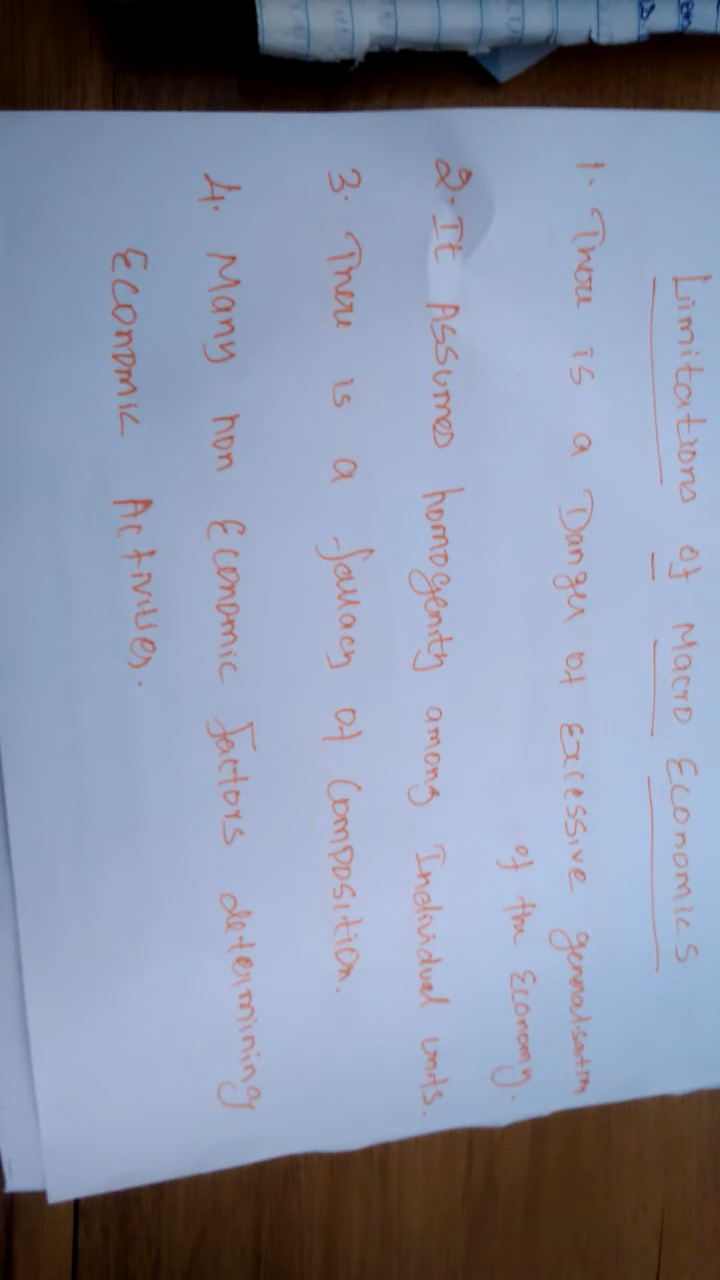 Limitations of Macro Economics
1. There is a Danger of Excessive generalisation
of the Economy.
2. It Assumes homogenity among Individual units.
3. There is a fallacy of Composition.
4. Many non Economic factors determining
Economic Activities.